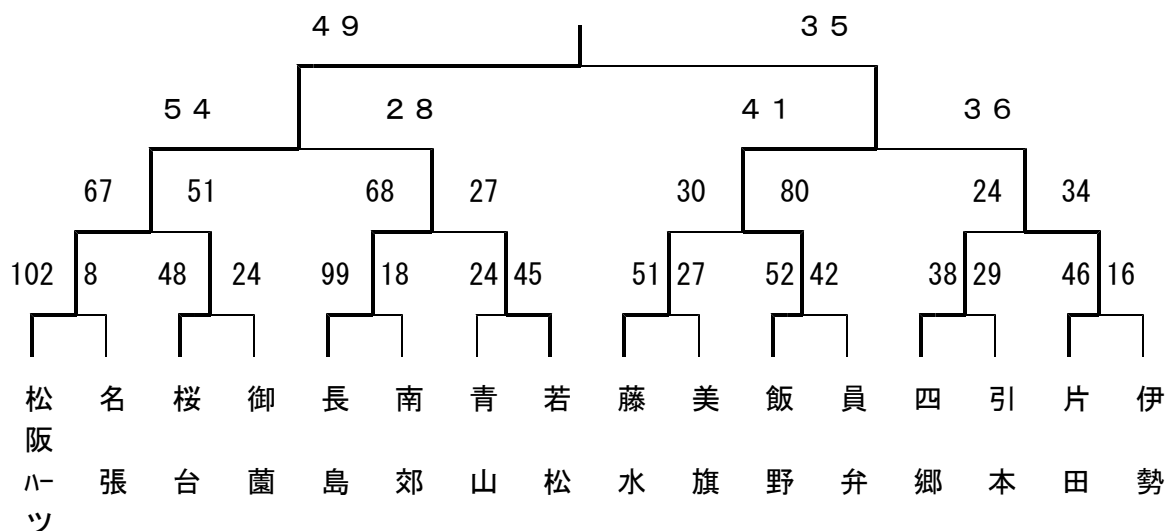 ４９ ３５
５４ ２８ ４１ ３６
67 51 68 27 30 80 24 34
102 8 48 24 99 18 24 45 51 27 52 42 38 29 46 16
松阪ハーツ 名張 桜台 御薗 長島 南郊 青山 若松 藤水 美旗 飯野 員弁 四郷 引本 片田 伊勢